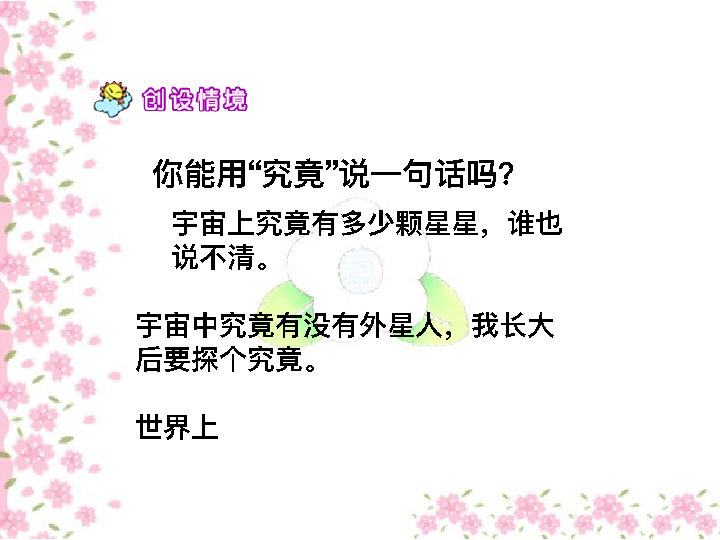 创设情境
你能用“究竟”说一句话吗？
宇宙上究竟有多少颗星星，谁也
说不清。
宇宙中究竟有没有外星人，我长大
后要探个究竟。
世界上